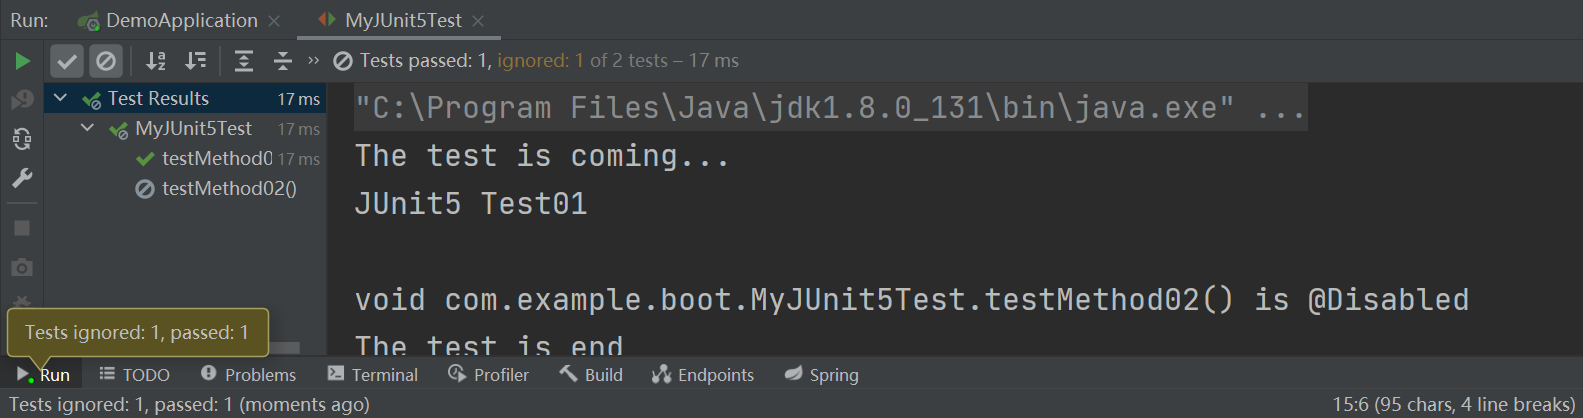 Run: DemoApplication × MyJUnit5Test ×
Tests passed: 1, ignored: 1 of 2 tests – 17 ms
Test Results 17 ms
MyJUnit5Test 17 ms
testMethod0 17 ms
testMethod02()
"C:\Program Files\Java\jdk1.8.0_131\bin\java.exe" ...
The test is coming...
JUnit5 Test01
void com.example.boot.MyJUnit5Test.testMethod02() is @Disabled
The test is end
Tests ignored: 1, passed: 1
Run TODO Problems Terminal Profiler Build Endpoints Spring
Tests ignored: 1, passed: 1 (moments ago) 15:6 (95 chars, 4 line breaks)